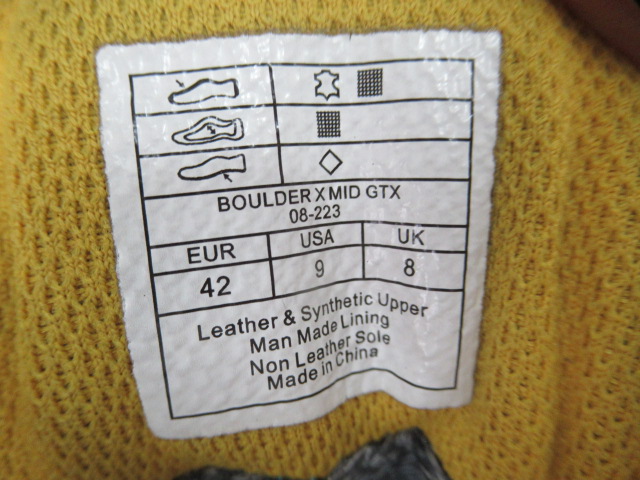 BOULDER X MID GTX
08-223
EUR USA UK
42 9 8
Leather & Synthetic Upper
Man Made Lining
Non Leather Sole
Made in China